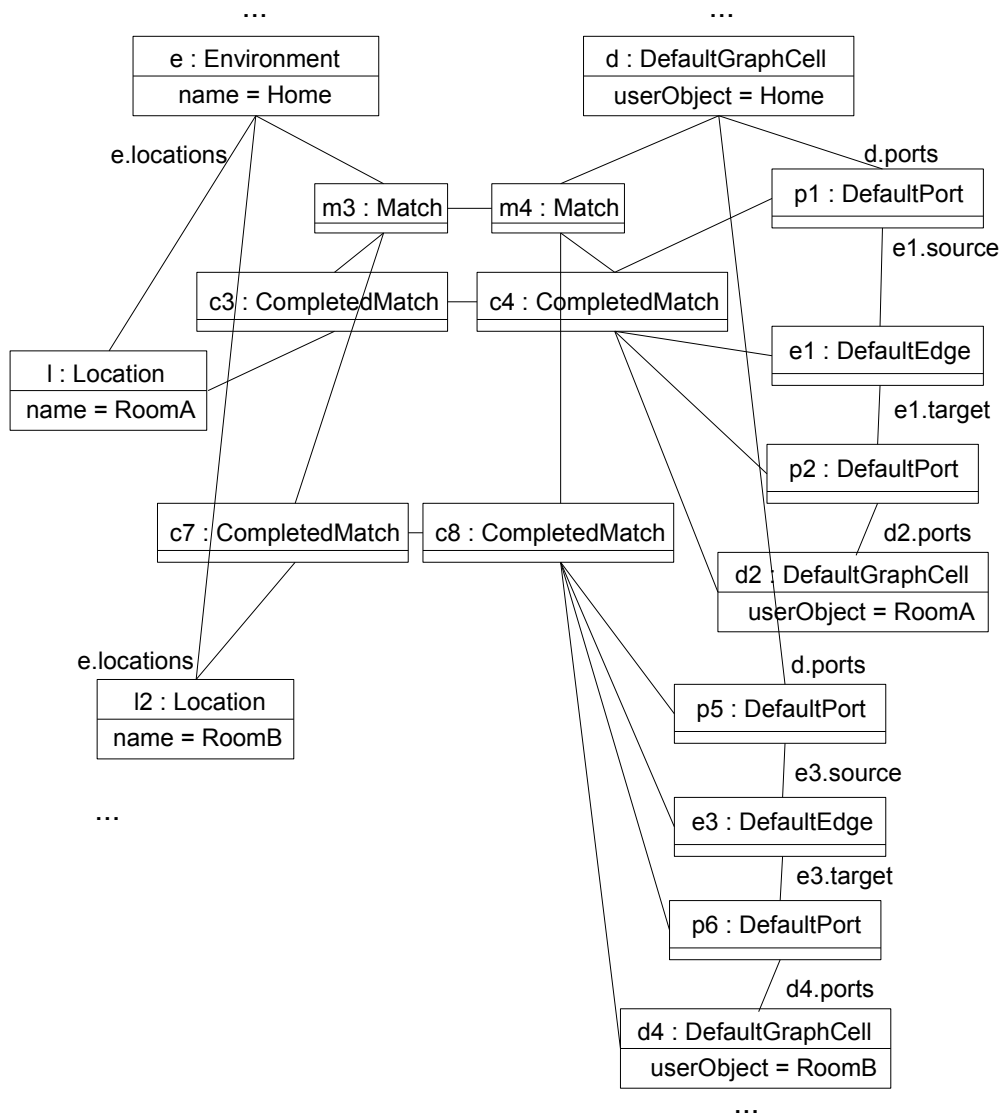 ...
...
e : Environment
name = Home
d : DefaultGraphCell
userObject = Home
e.locations
d.ports
m3 : Match
m4 : Match
p1 : DefaultPort
e1.source
c3 : CompletedMatch
c4 : CompletedMatch
e1 : DefaultEdge
l : Location
name = RoomA
e1.target
p2 : DefaultPort
c7 : CompletedMatch
c8 : CompletedMatch
d2.ports
d2 : DefaultGraphCell
userObject = RoomA
e.locations
d.ports
l2 : Location
name = RoomB
p5 : DefaultPort
e3.source
...
e3 : DefaultEdge
e3.target
p6 : DefaultPort
d4.ports
d4 : DefaultGraphCell
userObject = RoomB
...